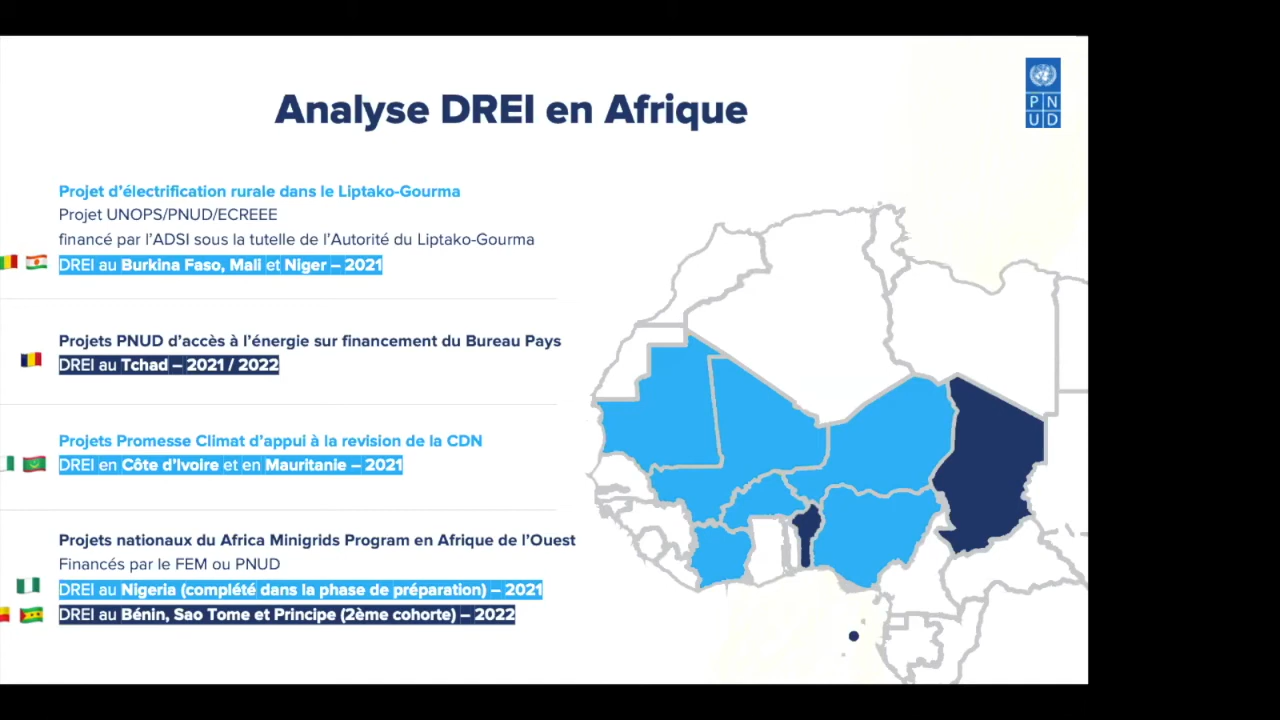 Analyse DREI en Afrique
P N
U D
Projet d'électrification rurale dans le Liptako-Gourma
Projet UNOPS/PNUD/ECREEE
financé par l'ADSI sous la tutelle de l'Autorité du Liptako-Gourma
DREI au Burkina Faso, Mali et Niger – 2021
Projets PNUD d'accès à l'énergie sur financement du Bureau Pays
DREI au Tchad – 2021 / 2022
Projets Promesse Climat d'appui à la revision de la CDN
DREI en Côte d'Ivoire et en Mauritanie – 2021
Projets nationaux du Africa Minigrids Program en Afrique de l'Ouest
Financés par le FEM ou PNUD
DREI au Nigeria (complété dans la phase de préparation) – 2021
DREI au Bénin, Sao Tome et Principe (2ème cohorte) – 2022